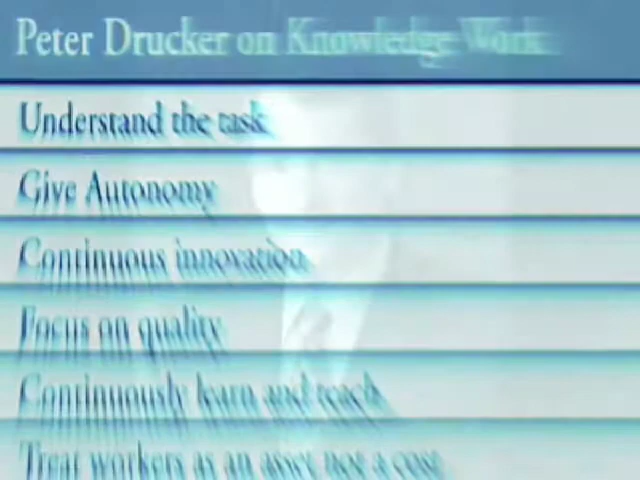 Peter Drucker on Knowledge Work
Understand the task
Give Autonomy
Continuous innovation
Focus on quality
Continuously learn and teach
Treat workers as an asset not a cost